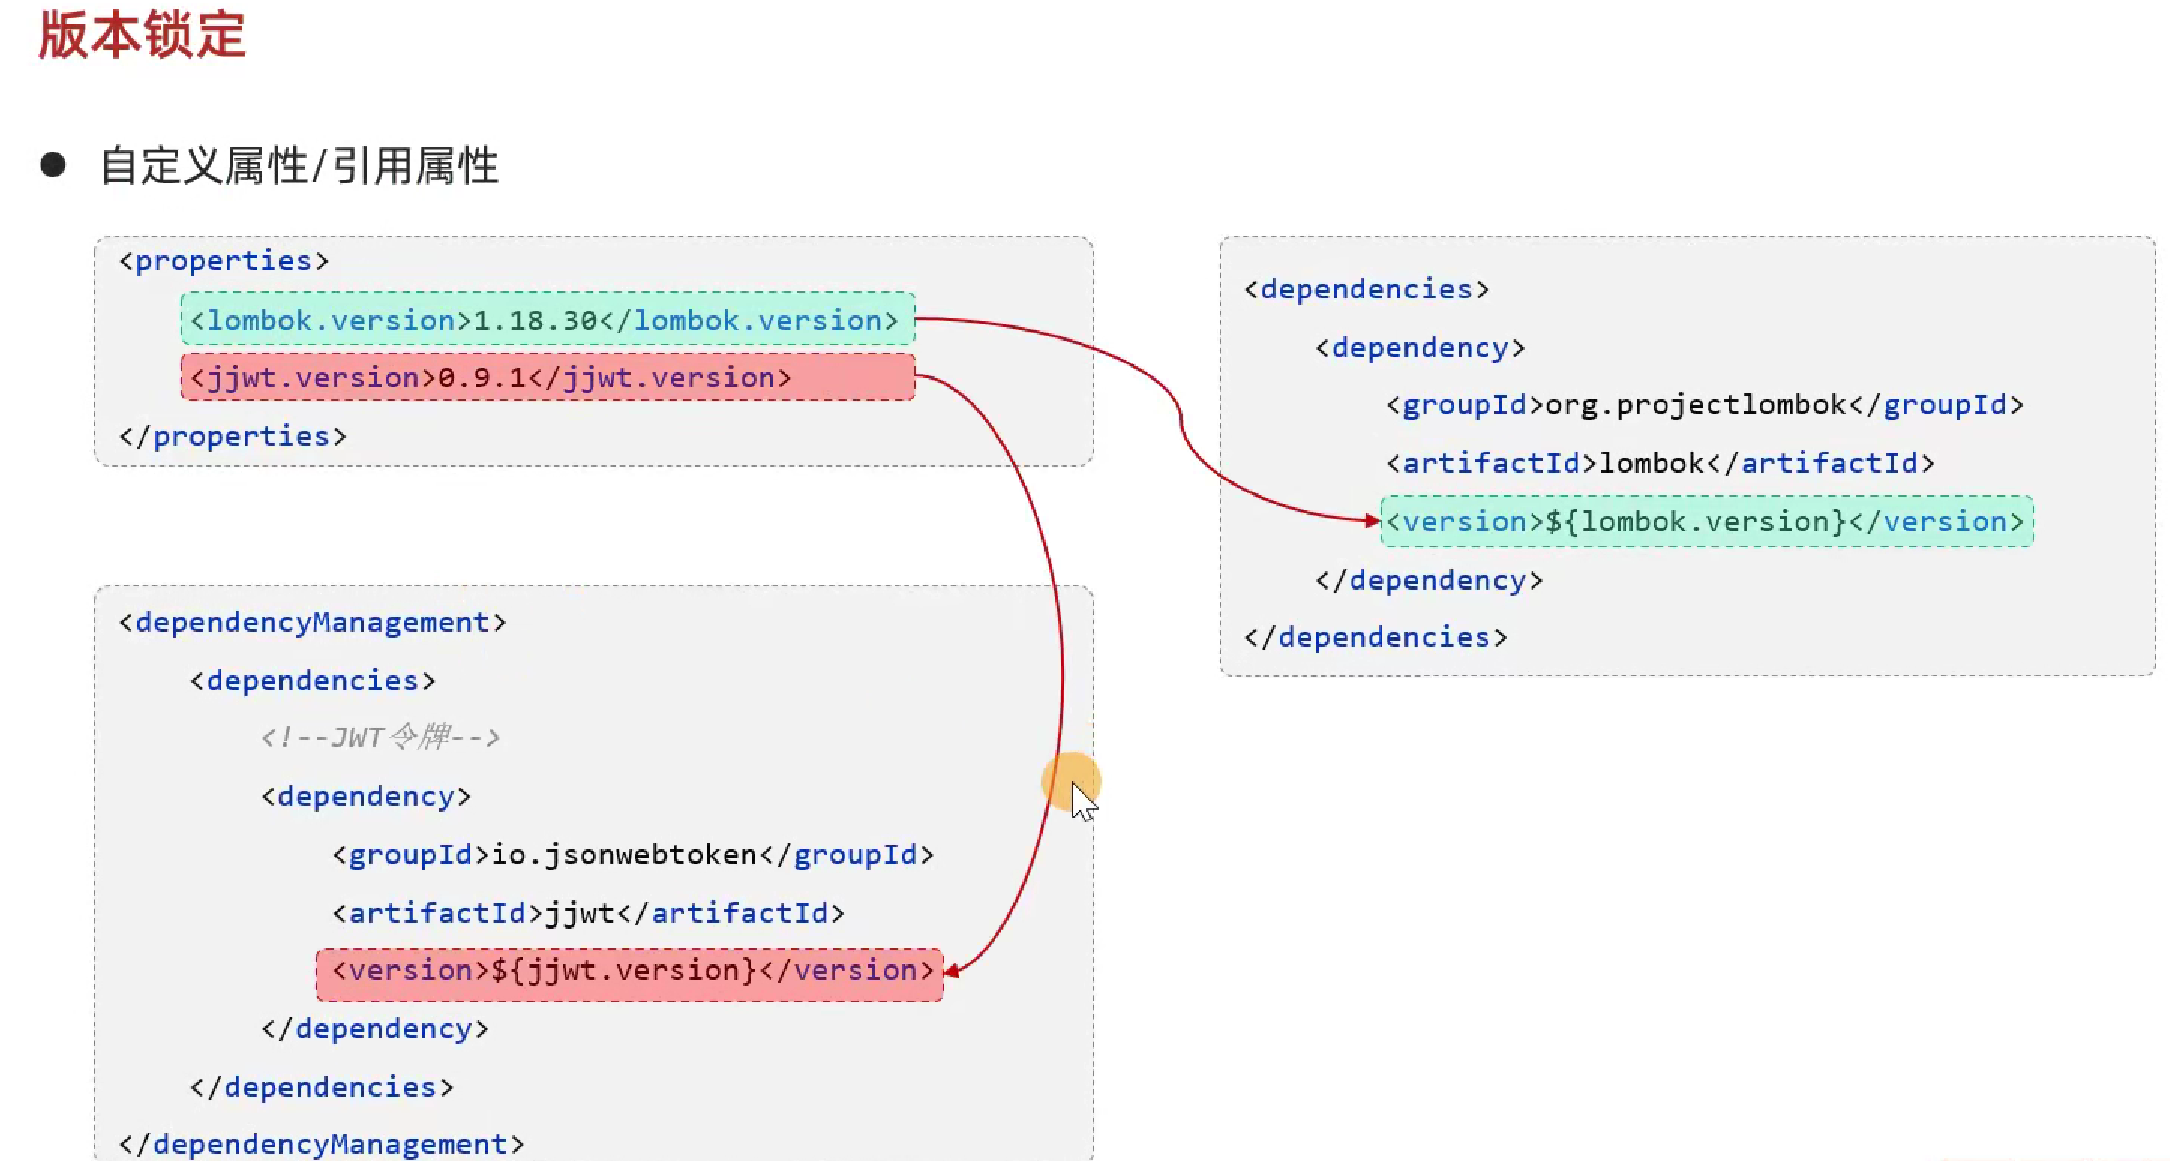 版本锁定
● 自定义属性/引用属性
<properties>
<lombok.version>1.18.30</lombok.version>
<jjwt.version>0.9.1</jjwt.version>
</properties>
<dependencyManagement>
<dependencies>
<!--JWT令牌-->
<dependency>
<groupId>io.jsonwebtoken</groupId>
<artifactId>jjwt</artifactId>
<version>${jjwt.version}</version>
</dependency>
</dependencies>
</dependencyManagement>
<dependencies>
<dependency>
<groupId>org.projectlombok</groupId>
<artifactId>lombok</artifactId>
<version>${lombok.version}</version>
</dependency>
</dependencies>